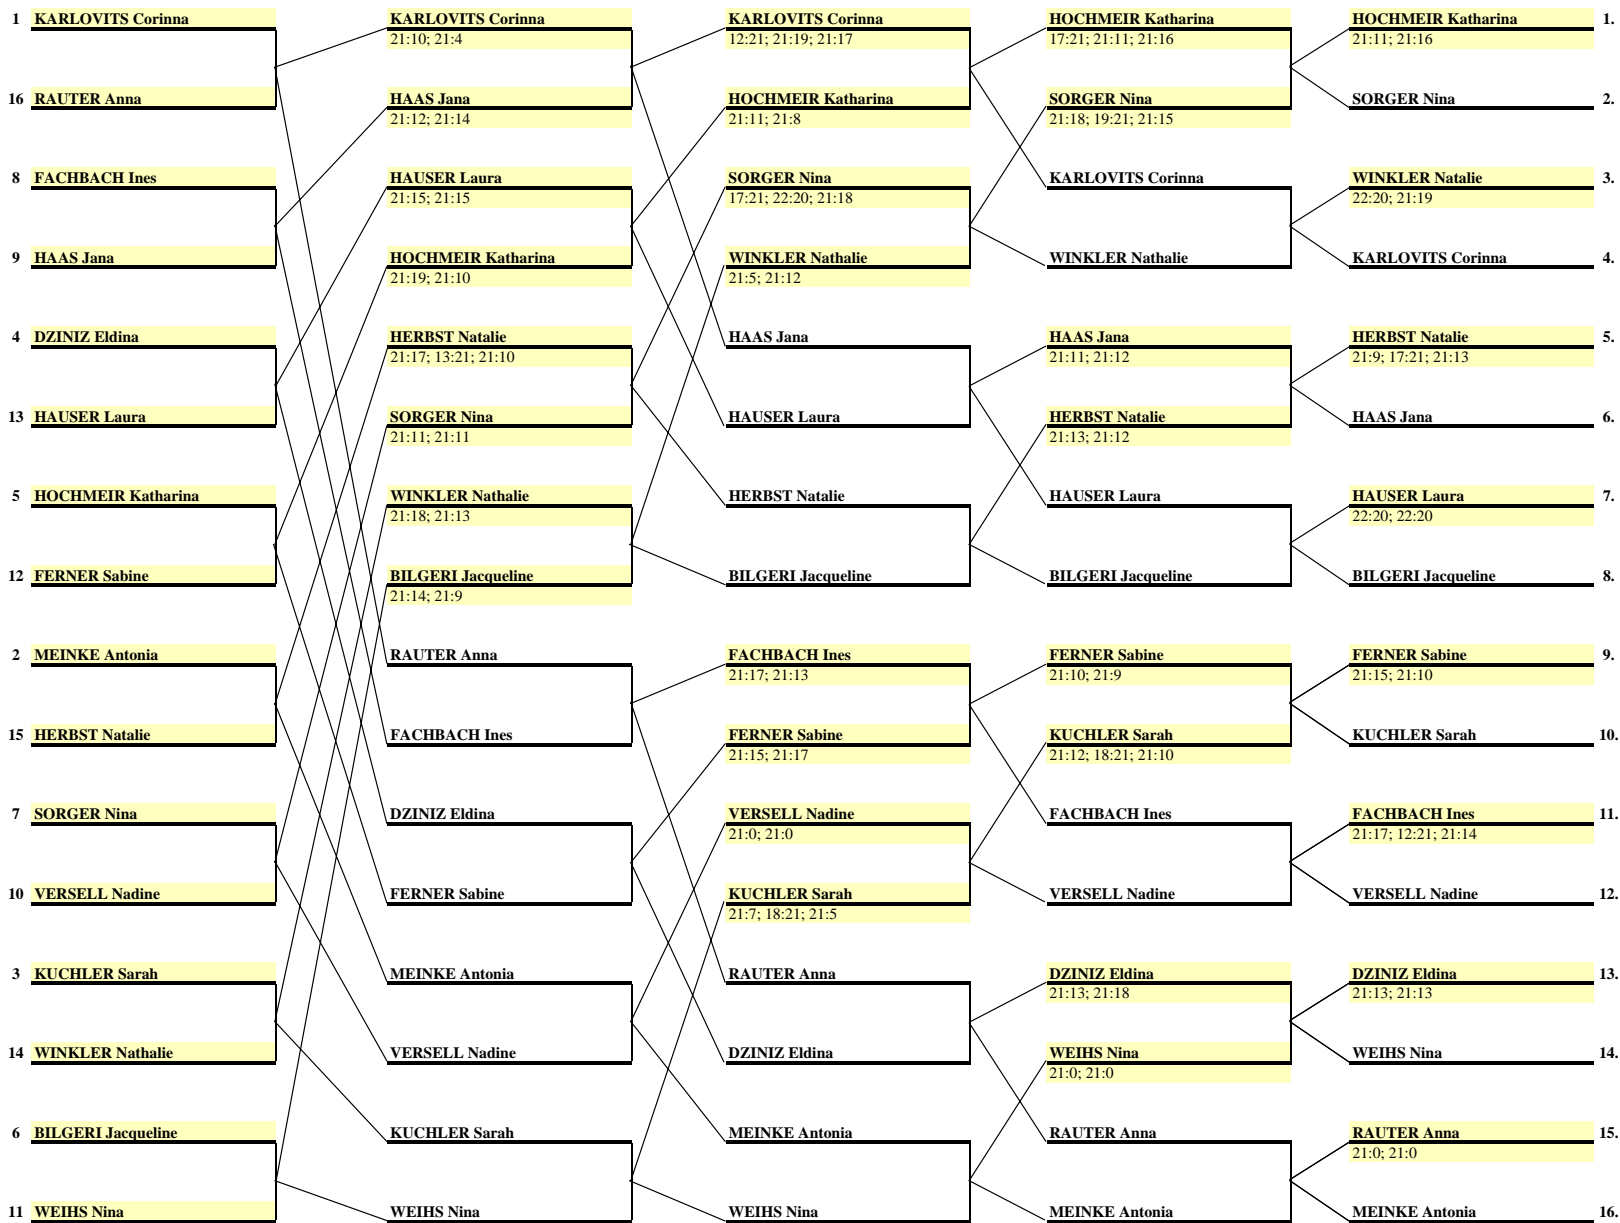 1 KARLOVITS Corinna KARLOVITS Corinna KARLOVITS Corinna HOCHMEIR Katharina HOCHMEIR Katharina 1.
21:10; 21:4 12:21; 21:19; 21:17 17:21; 21:11; 21:16 21:11; 21:16
16 RAUTER Anna HAAS Jana HOCHMEIR Katharina SORGER Nina SORGER Nina 2.
21:12; 21:14 21:11; 21:8 21:18; 19:21; 21:15
8 FACHBACH Ines HAUSER Laura SORGER Nina KARLOVITS Corinna WINKLER Natalie 3.
21:15; 21:15 17:21; 22:20; 21:18 22:20; 21:19
9 HAAS Jana HOCHMEIR Katharina WINKLER Nathalie WINKLER Nathalie KARLOVITS Corinna 4.
21:19; 21:10 21:5; 21:12
4 DZINIZ Eldina HERBST Natalie HAAS Jana HAAS Jana HERBST Natalie 5.
21:17; 13:21; 21:10 21:11; 21:12 21:9; 17:21; 21:13
13 HAUSER Laura SORGER Nina HAUSER Laura HERBST Natalie HAAS Jana 6.
21:11; 21:11 21:13; 21:12
5 HOCHMEIR Katharina WINKLER Nathalie HERBST Natalie HAUSER Laura HAUSER Laura 7.
21:18; 21:13 22:20; 22:20
12 FERNER Sabine BILGERI Jacqueline BILGERI Jacqueline BILGERI Jacqueline BILGERI Jacqueline 8.
21:14; 21:9
2 MEINKE Antonia RAUTER Anna FACHBACH Ines FERNER Sabine FERNER Sabine 9.
21:17; 21:13 21:10; 21:9 21:15; 21:10
15 HERBST Natalie FACHBACH Ines FERNER Sabine KUCHLER Sarah KUCHLER Sarah 10.
21:15; 21:17 21:12; 18:21; 21:10
7 SORGER Nina DZINIZ Eldina VERSELL Nadine FACHBACH Ines FACHBACH Ines 11.
21:0; 21:0 21:17; 12:21; 21:14
10 VERSELL Nadine FERNER Sabine KUCHLER Sarah VERSELL Nadine VERSELL Nadine 12.
21:7; 18:21; 21:5
3 KUCHLER Sarah MEINKE Antonia RAUTER Anna DZINIZ Eldina DZINIZ Eldina 13.
21:13; 21:18 21:13; 21:13
14 WINKLER Nathalie VERSELL Nadine DZINIZ Eldina WEIHS Nina WEIHS Nina 14.
21:0; 21:0
6 BILGERI Jacqueline KUCHLER Sarah MEINKE Antonia RAUTER Anna RAUTER Anna 15.
21:0; 21:0
11 WEIHS Nina WEIHS Nina WEIHS Nina MEINKE Antonia MEINKE Antonia 16.